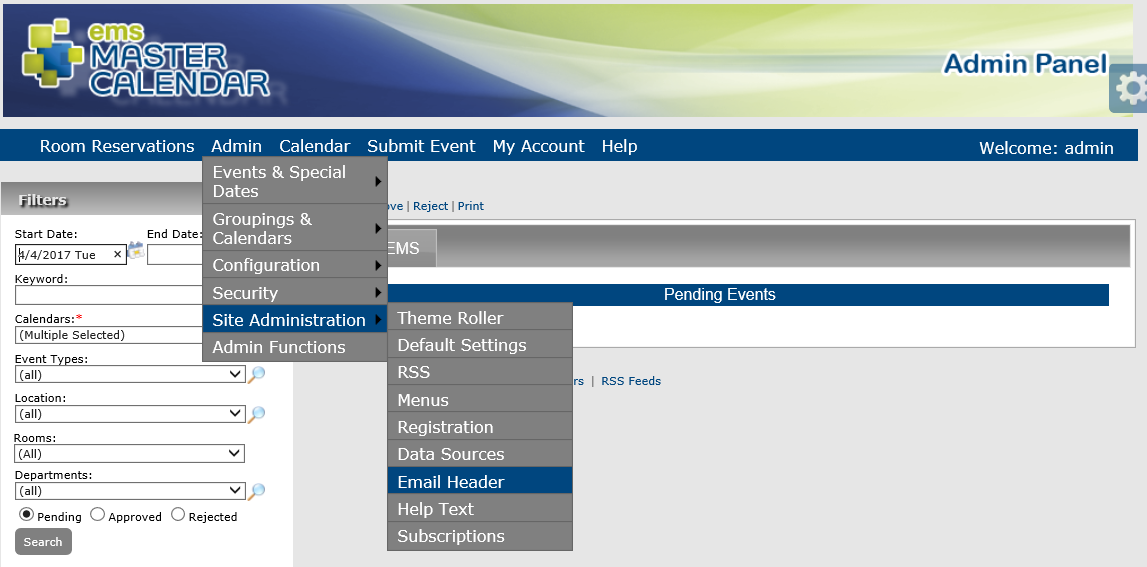 ems
MASTER
CALENDAR
Admin Panel
Room Reservations Admin Calendar Submit Event My Account Help
Welcome: admin
Events & Special
Dates
Groupings &
Calendars
Configuration
Security
Site Administration
Admin Functions
Theme Roller
Default Settings
RSS
Menus
Registration
Data Sources
Email Header
Help Text
Subscriptions
Filters
Start Date: End Date:
4/4/2017 Tue ×
Keyword:
Calendars:*
(Multiple Selected)
Event Types:
(all)
Location:
(all)
Rooms:
(All)
Departments:
(all)
Pending Approved Rejected
Search
| Reject | Print
EMS
Pending Events
| RSS Feeds